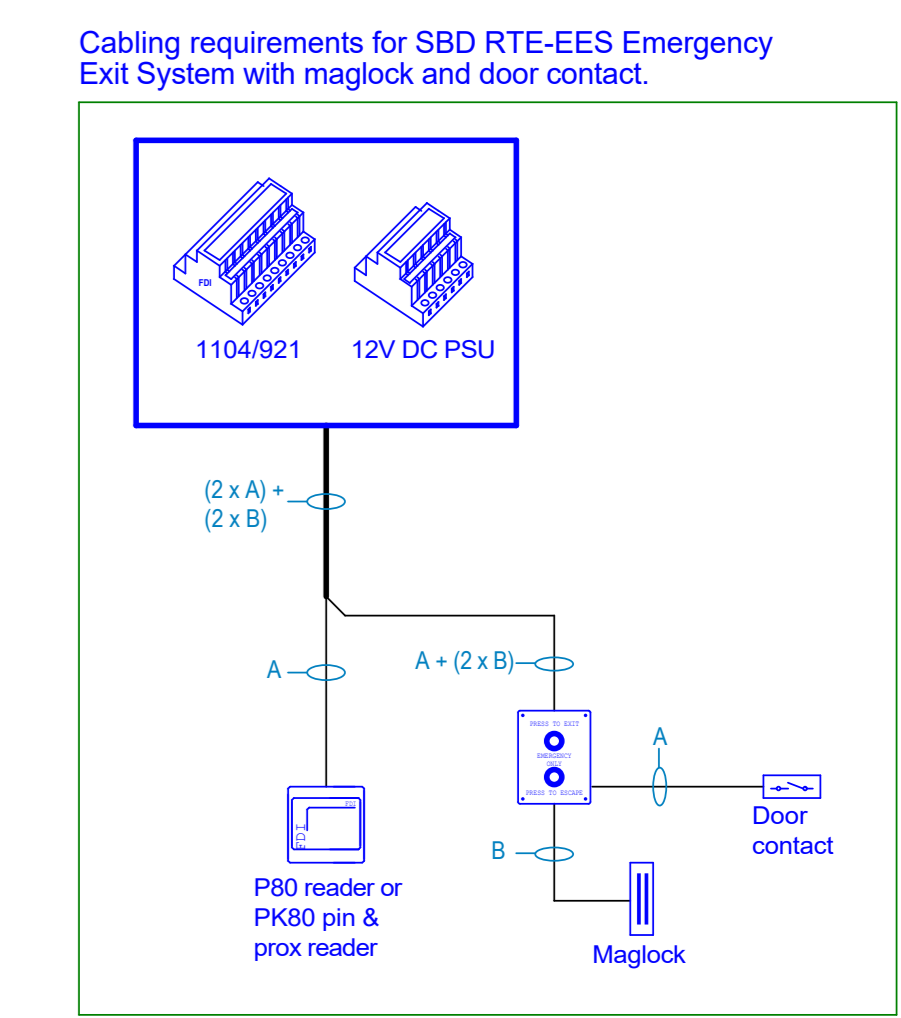 Cabling requirements for SBD RTE-EES Emergency
Exit System with maglock and door contact.
FDI
1104/921
12V DC PSU
(2 x A) +
(2 x B)
A
A + (2 x B)
PRESS TO EXIT
EMERGENCY
ONLY
PRESS TO ESCAPE
A
Door
contact
B
FDI
FDI
P80 reader or
PK80 pin &
prox reader
Maglock